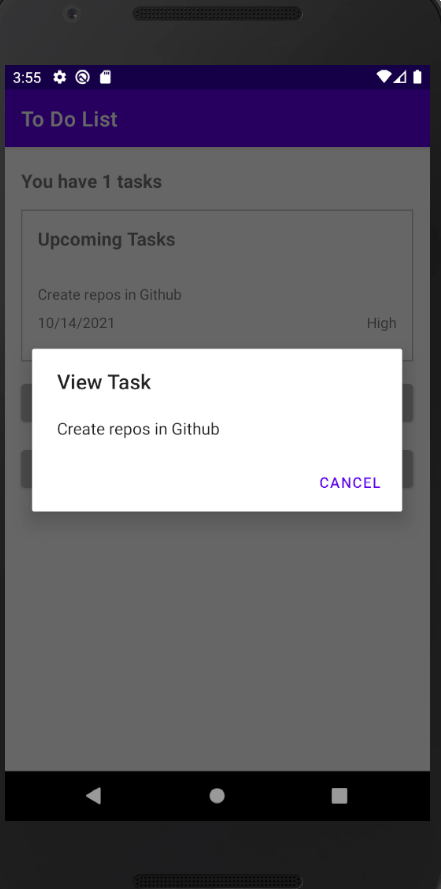 3:55
To Do List
You have 1 tasks
Upcoming Tasks
Create repos in Github
10/14/2021 High
View Task
Create repos in Github
CANCEL